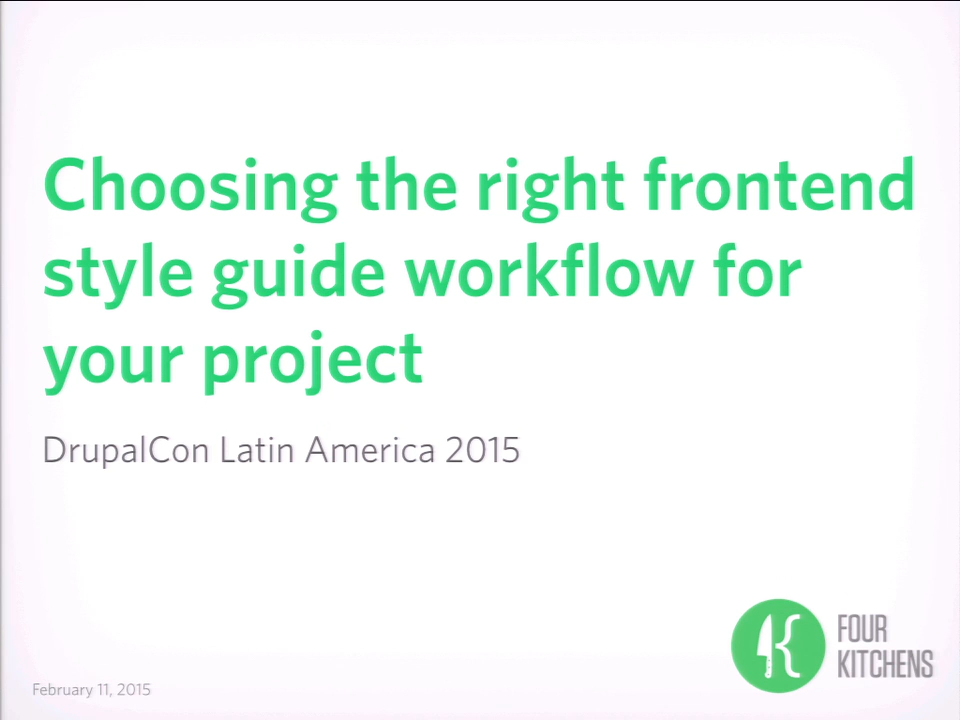 Choosing the right frontend
style guide workflow for
your project
DrupalCon Latin America 2015
FOUR
KITCHENS
February 11, 2015